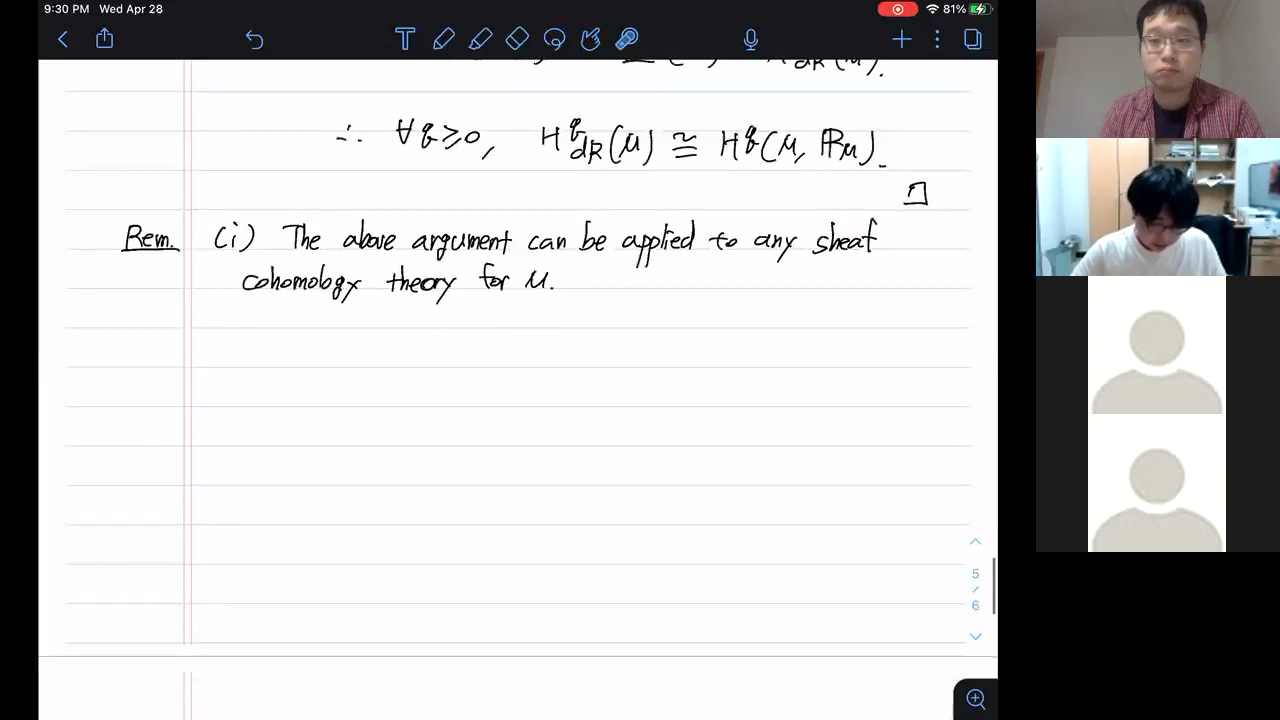 9:30 PM Wed Apr 28
81%
dR(M).
∴ ∀q≥0, H^q_dR(M) ≅ H^q(M, ℝ_M).
□
Rem. (i) The above argument can be applied to any sheaf
cohomology theory for M.
5
/
6